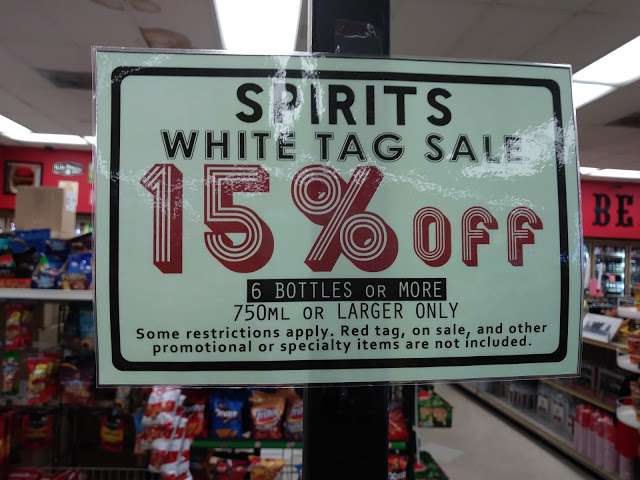 SPIRITS
WHITE TAG SALE
15% OFF
6 BOTTLES OR MORE
750ML OR LARGER ONLY
Some restrictions apply. Red tag, on sale, and other
promotional or specialty items are not included.
BE